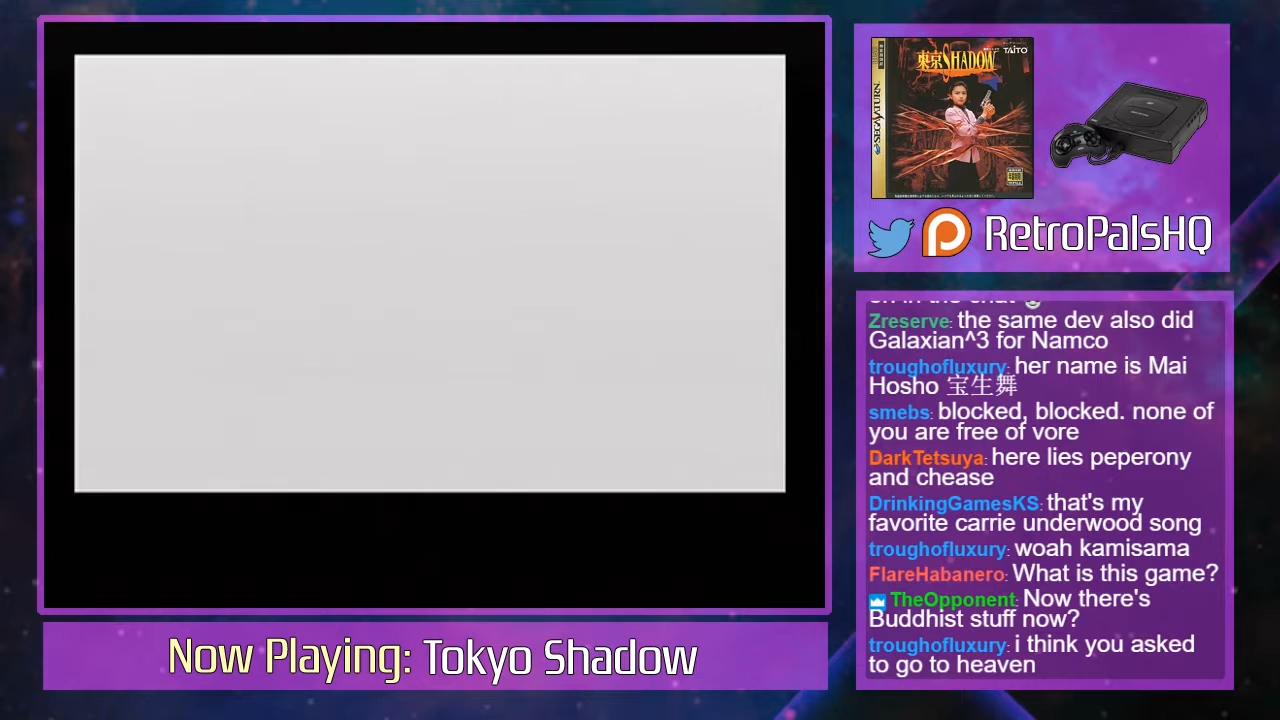 東京SHADOW
TAITO
SEGA SATURN
RetroPalsHQ
on in the chat
Zreserve: the same dev also did
Galaxian^3 for Namco
troughofluxury: her name is Mai
Hosho 宝生舞
smebs: blocked, blocked. none of
you are free of vore
DarkTetsuya: here lies peperony
and chease
DrinkingGamesKS: that's my
favorite carrie underwood song
troughofluxury: woah kamisama
FlareHabanero: What is this game?
TheOpponent: Now there's
Buddhist stuff now?
troughofluxury: i think you asked
to go to heaven
Now Playing: Tokyo Shadow